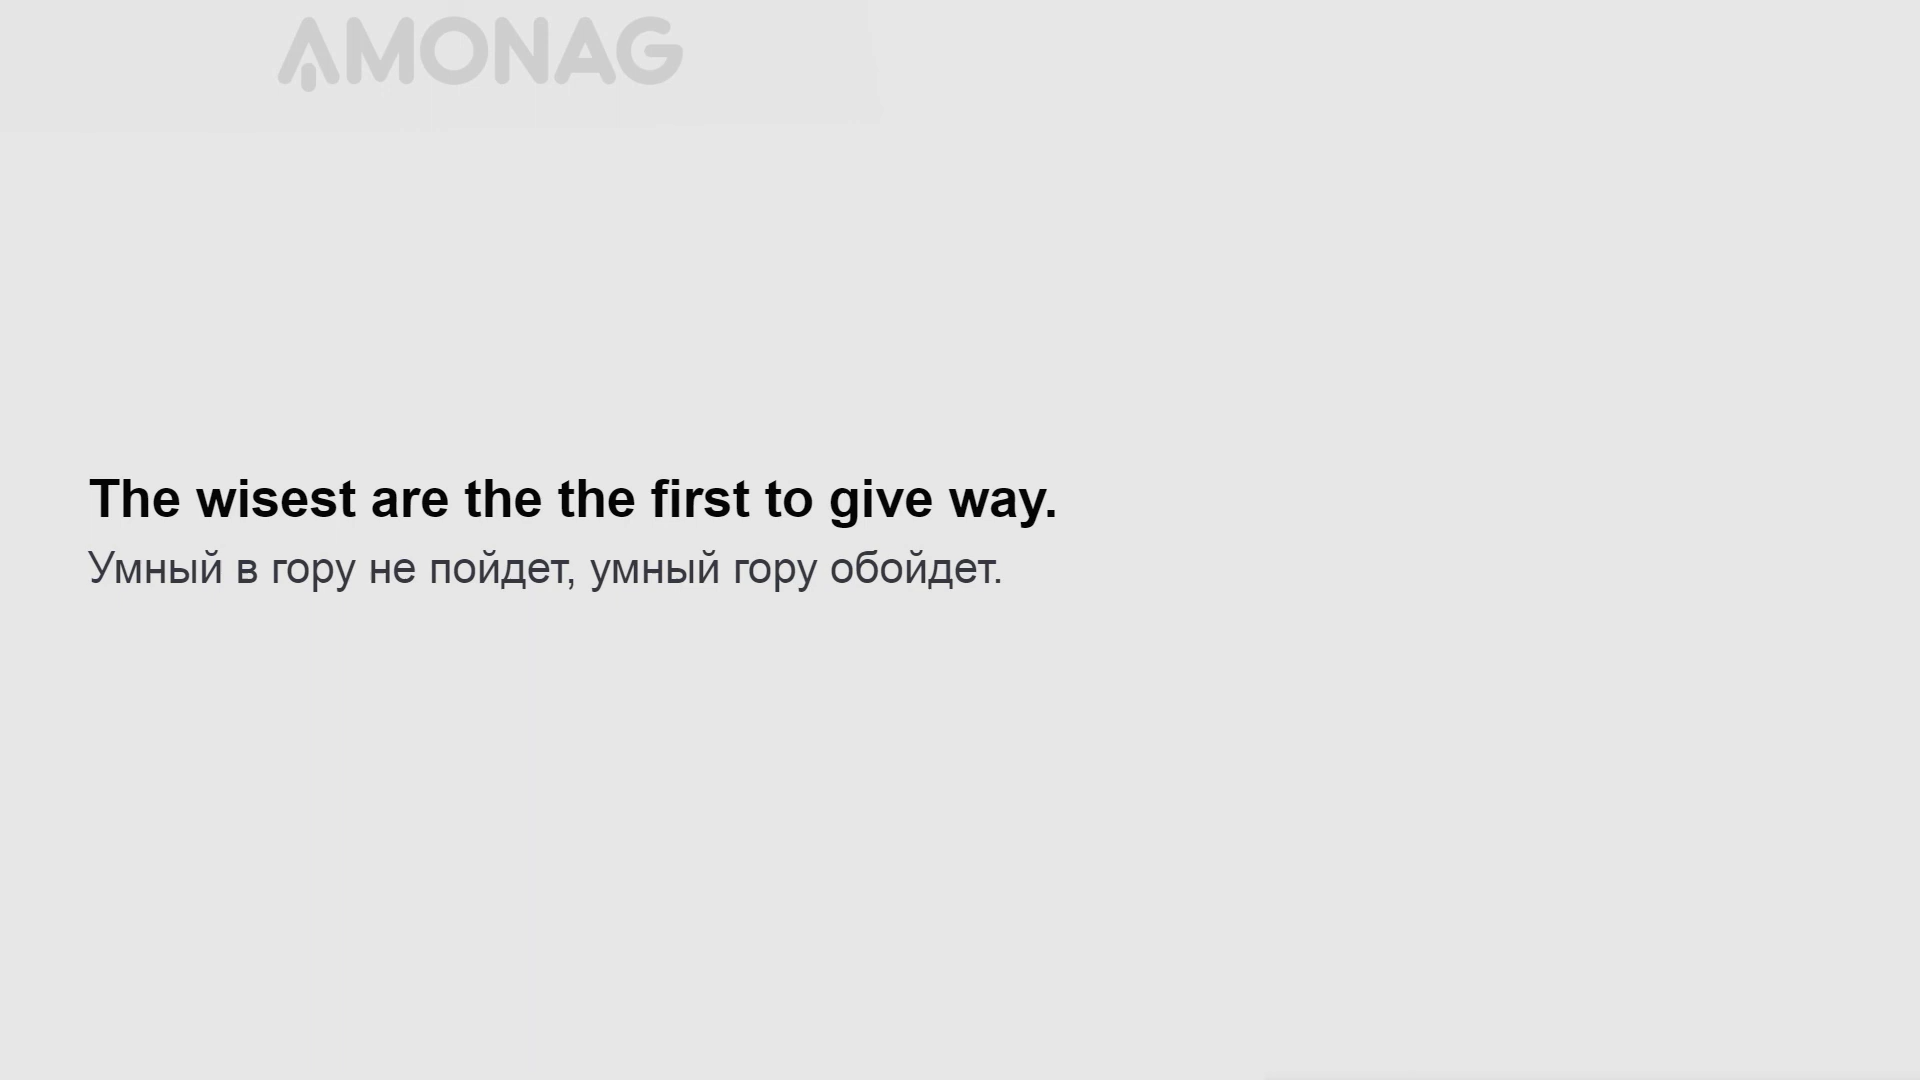 AMONAG
The wisest are the the first to give way.
Умный в гору не пойдет, умный гору обойдет.